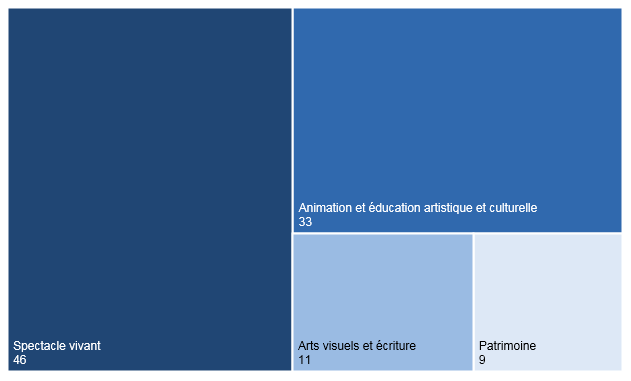 Animation et éducation artistique et culturelle
33
Spectacle vivant
46
Arts visuels et écriture
11
Patrimoine
9